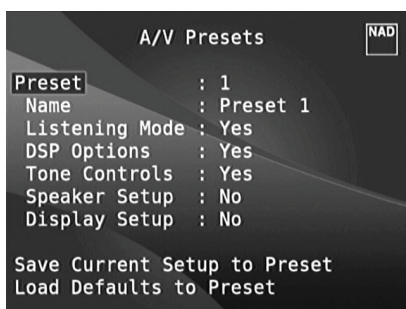 A/V Presets
NAD
Preset : 1
Name : Preset 1
Listening Mode : Yes
DSP Options : Yes
Tone Controls : Yes
Speaker Setup : No
Display Setup : No
Save Current Setup to Preset
Load Defaults to Preset